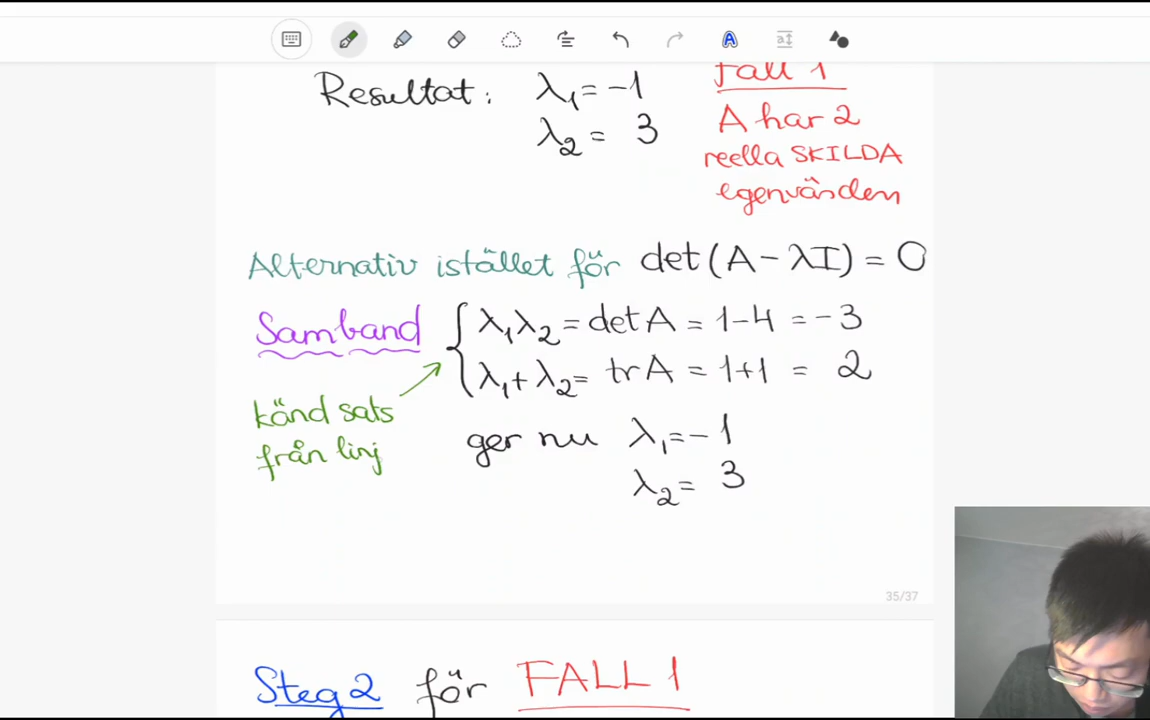 Resultat: λ₁ = -1
λ₂ = 3
Fall 1
A har 2
reella SKILDA
egenvärden
Alternativ istället för det(A - λI) = 0
Samband { λ₁λ₂ = det A = 1-4 = -3
λ₁ + λ₂ = tr A = 1+1 = 2
känd sats
från linj
ger nu λ₁ = -1
λ₂ = 3
35/37
Steg 2 för FALL 1